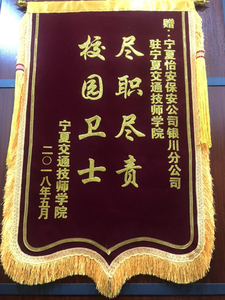 赠：宁夏怡安保安公司银川分公司
驻宁夏交通技师学院
尽职尽责
校园卫士
宁夏交通技师学院
二〇一八年五月